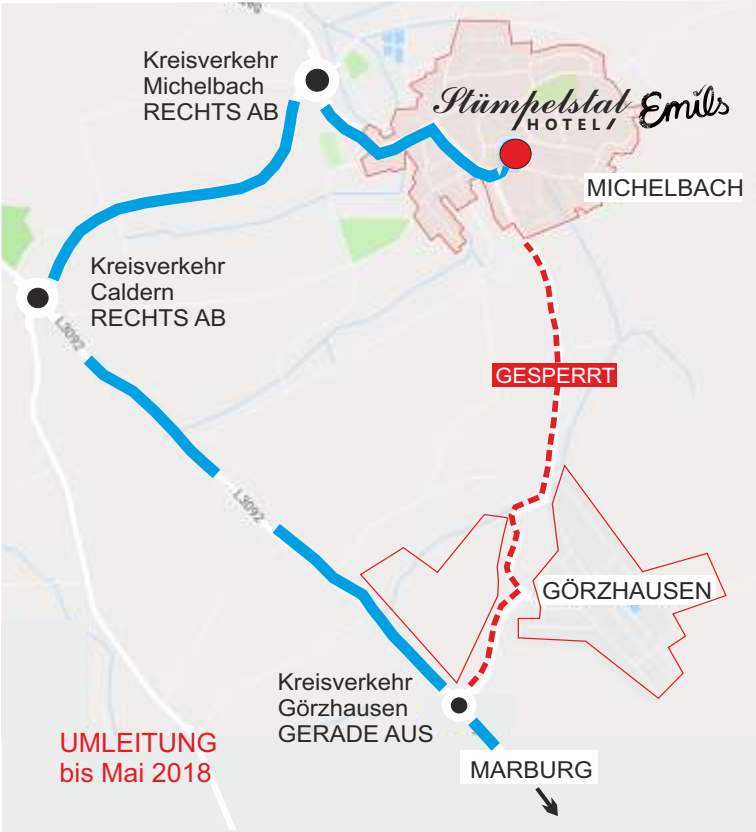 Kreisverkehr
Michelbach
RECHTS AB
Stümpelstal
HOTEL
Emils
MICHELBACH
Kreisverkehr
Caldern
RECHTS AB
L3092
GESPERRT
L3092
GÖRZHAUSEN
Kreisverkehr
Görzhausen
GERADE AUS
UMLEITUNG
bis Mai 2018
MARBURG